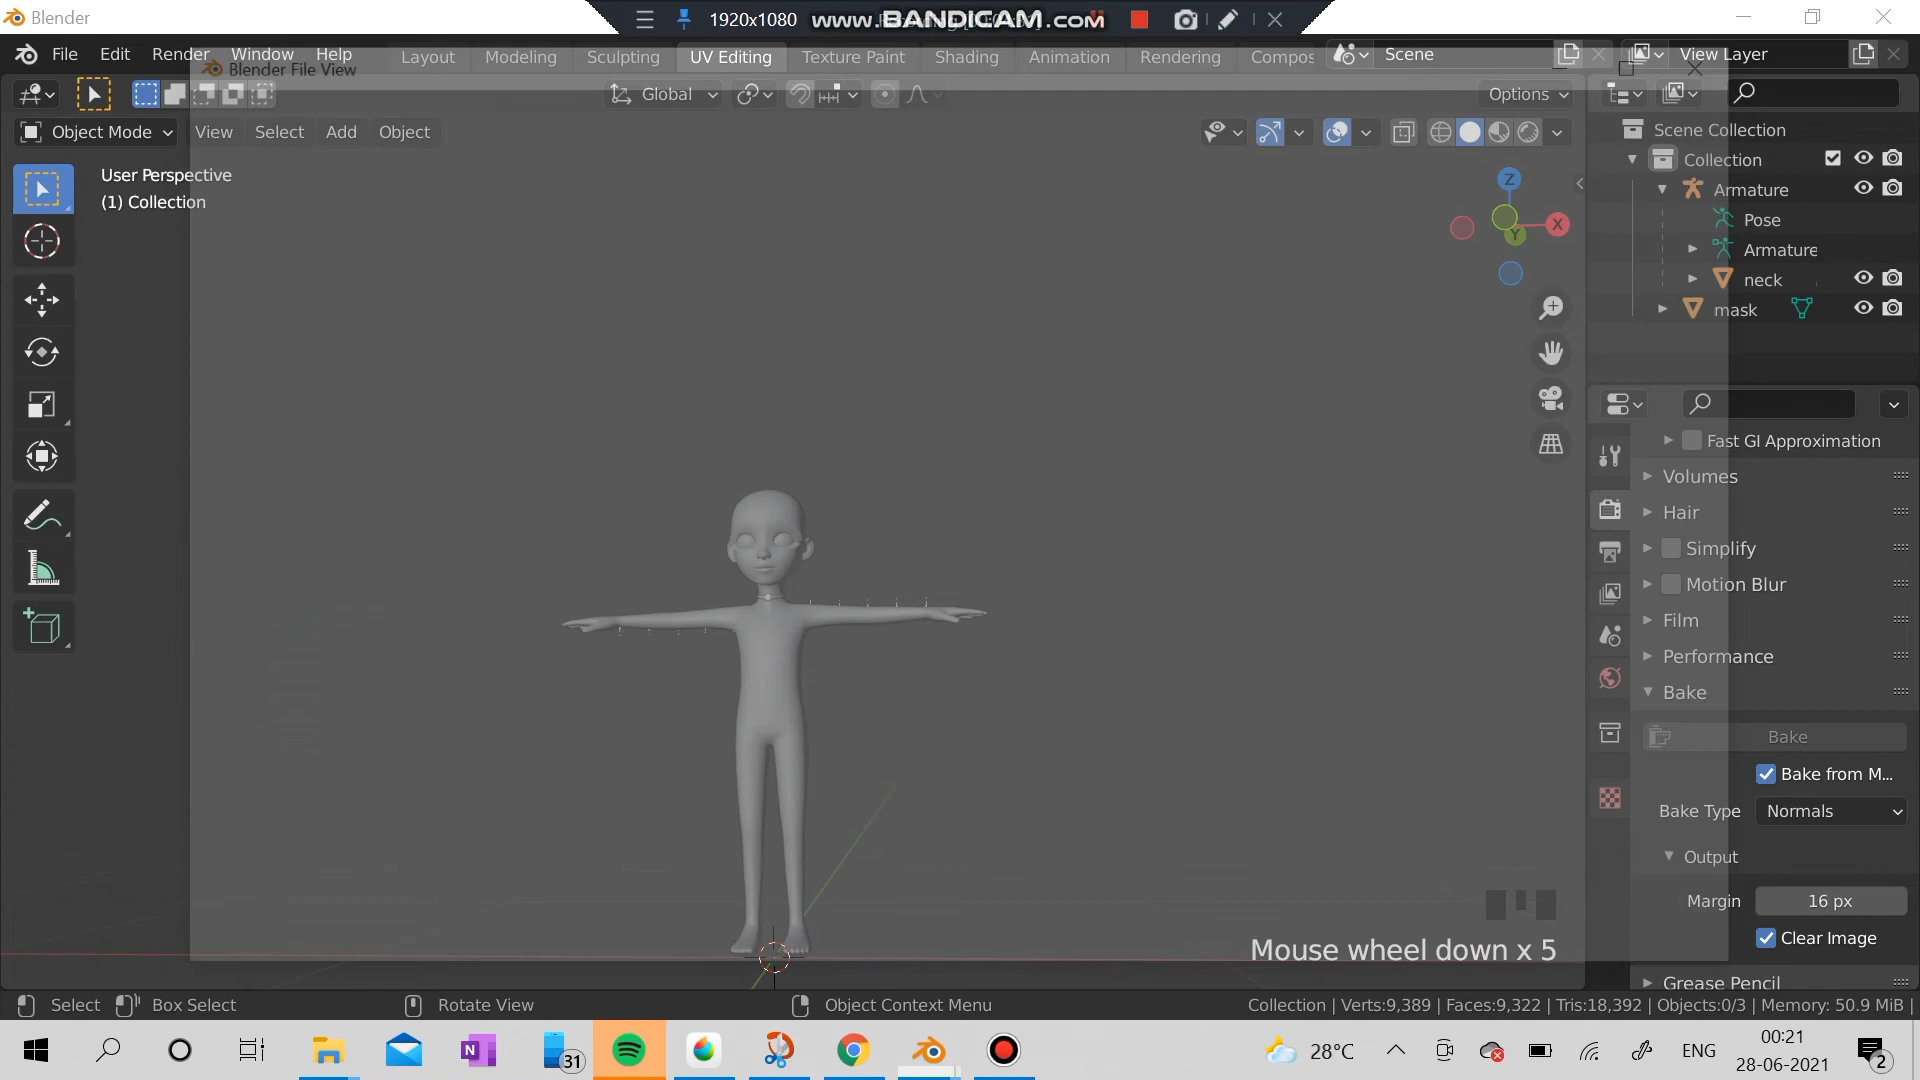 Blender
1920x1080
www.BANDICAM.com
File Edit Render Window Help
Layout Modeling Sculpting UV Editing Texture Paint Shading Animation Rendering Compos
Scene
View Layer
Blender File View
Global
Options
Object Mode View Select Add Object
User Perspective
(1) Collection
Z
X
Y
Scene Collection
Collection
Armature
Pose
Armature
neck
mask
Fast GI Approximation
Volumes
Hair
Simplify
Motion Blur
Film
Performance
Bake
Bake
Bake from M...
Bake Type Normals
Output
Margin 16 px
Clear Image
Grease Pencil
Mouse wheel down x 5
Select Box Select Rotate View Object Context Menu
Collection | Verts:9,389 | Faces:9,322 | Tris:18,392 | Objects:0/3 | Memory: 50.9 MiB |
N
31
28°C
ENG
00:21
28-06-2021
2